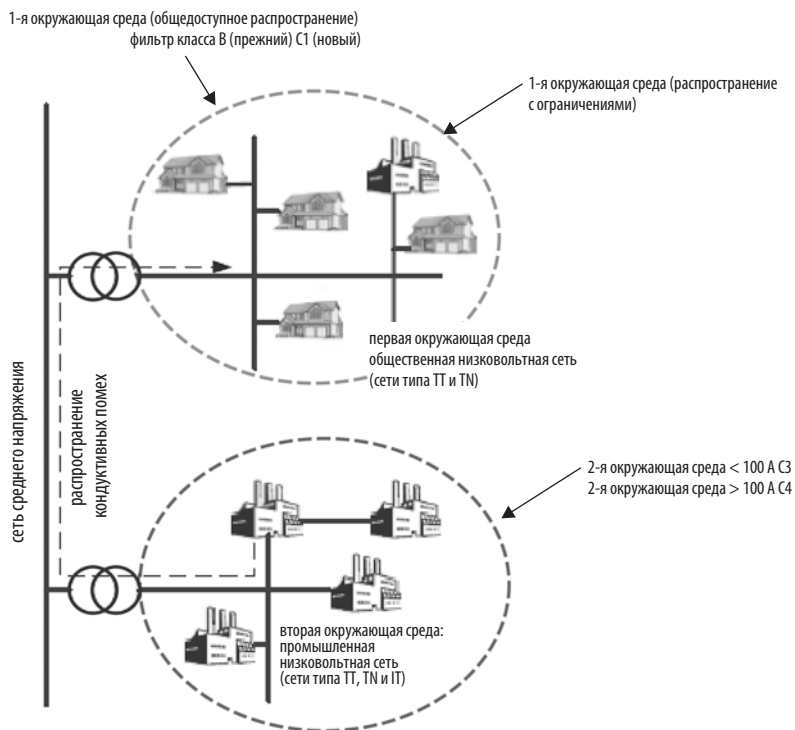 1-я окружающая среда (общедоступное распространение)
фильтр класса В (прежний) С1 (новый)
1-я окружающая среда (распространение
с ограничениями)
первая окружающая среда
общественная низковольтная сеть
(сети типа ТТ и TN)
сеть среднего напряжения
распространение
кондуктивных помех
2-я окружающая среда < 100 А С3
2-я окружающая среда > 100 А С4
вторая окружающая среда:
промышленная
низковольтная сеть
(сети типа ТТ, TN и IT)